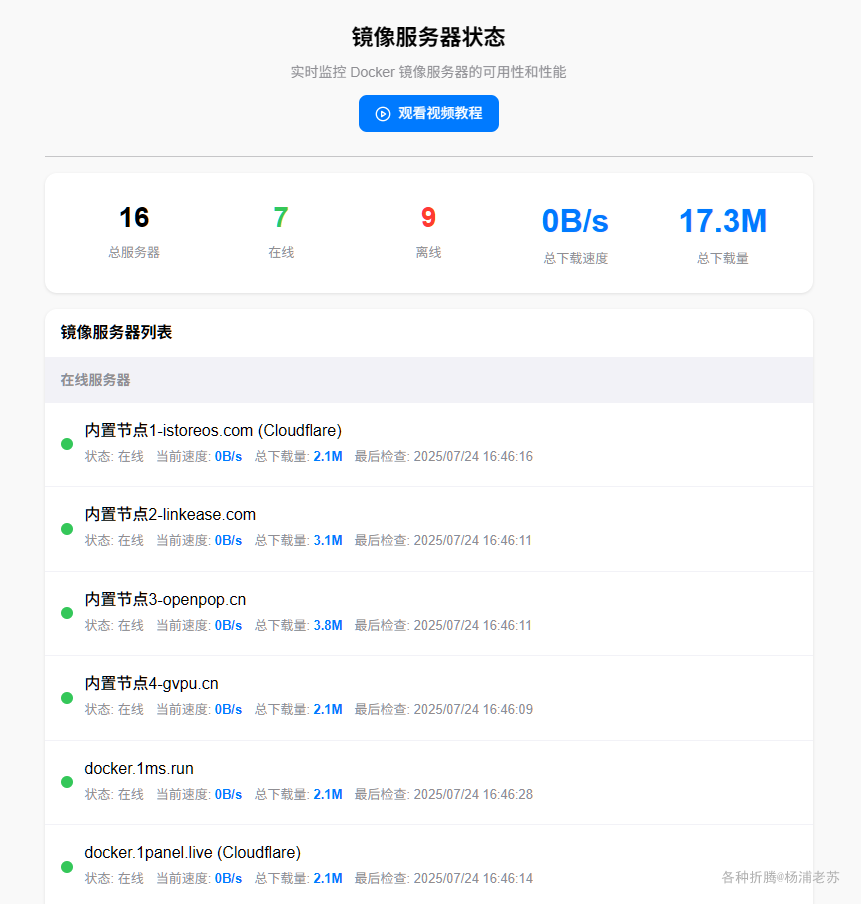 镜像服务器状态
实时监控 Docker 镜像服务器的可用性和性能
观看视频教程
16 7 9 0B/s 17.3M
总服务器 在线 离线 总下载速度 总下载量
镜像服务器列表
在线服务器
内置节点1-istoreos.com (Cloudflare)
状态: 在线 当前速度: 0B/s 总下载量: 2.1M 最后检查: 2025/07/24 16:46:16
内置节点2-linkease.com
状态: 在线 当前速度: 0B/s 总下载量: 3.1M 最后检查: 2025/07/24 16:46:11
内置节点3-openpop.cn
状态: 在线 当前速度: 0B/s 总下载量: 3.8M 最后检查: 2025/07/24 16:46:11
内置节点4-gvpu.cn
状态: 在线 当前速度: 0B/s 总下载量: 2.1M 最后检查: 2025/07/24 16:46:09
docker.1ms.run
状态: 在线 当前速度: 0B/s 总下载量: 2.1M 最后检查: 2025/07/24 16:46:28
docker.1panel.live (Cloudflare)
状态: 在线 当前速度: 0B/s 总下载量: 2.1M 最后检查: 2025/07/24 16:46:14
各种折腾@杨浦老苏